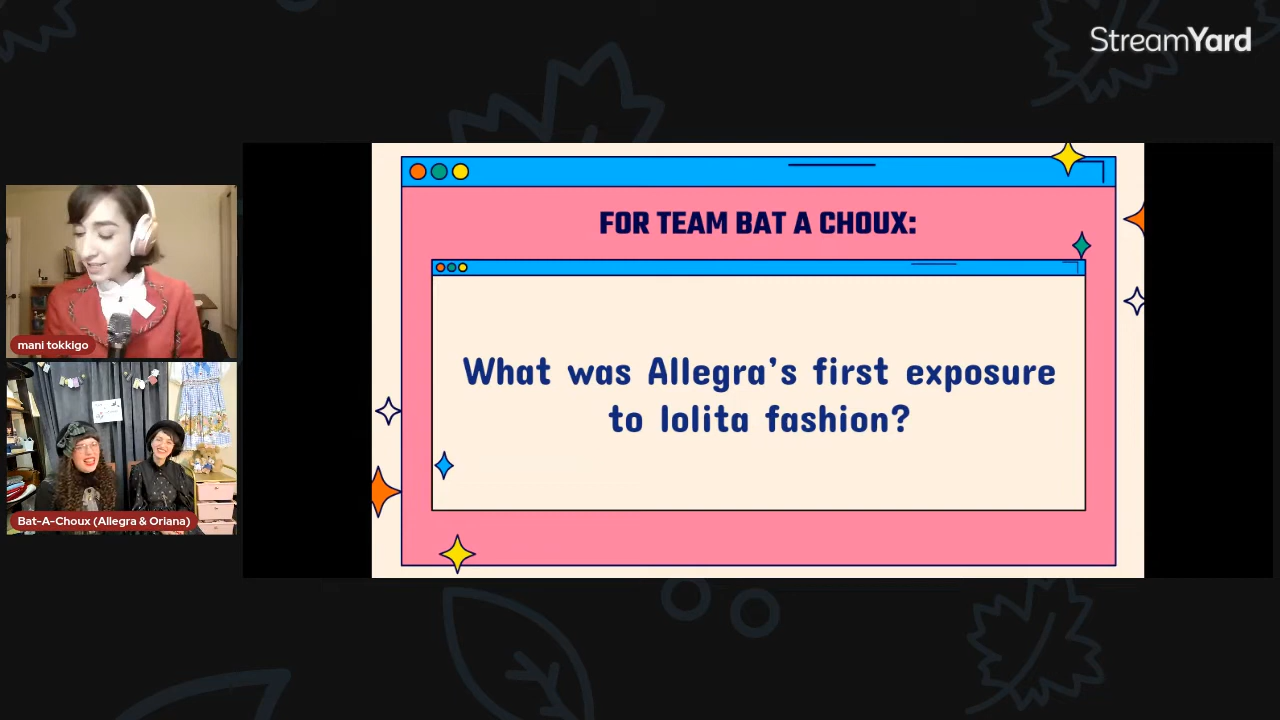 StreamYard
FOR TEAM BAT A CHOUX:
What was Allegra's first exposure
to lolita fashion?
mani tokkigo
Bat-A-Choux (Allegra & Oriana)